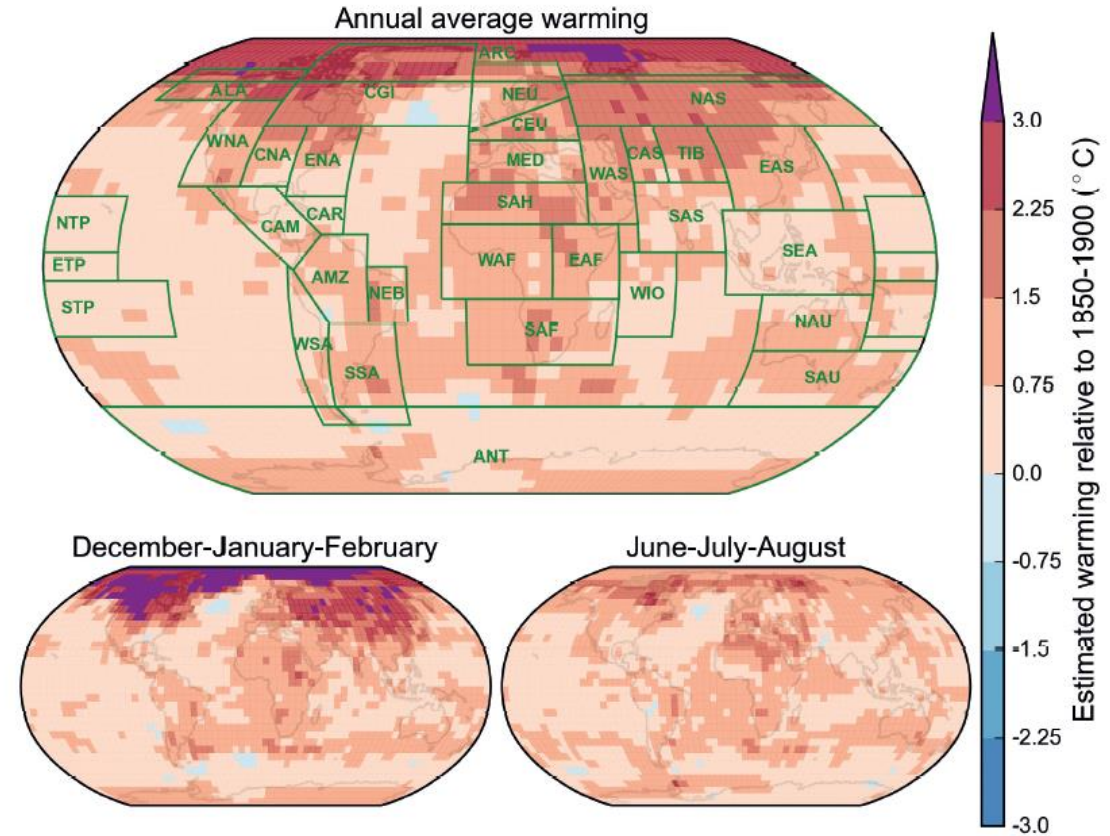 Annual average warming
ARC
ALA
CGI
NEU
NAS
CEU
WNA
CNA
ENA
MED
WAS
CAS
TIB
EAS
NTP
CAM
CAR
SAH
SAS
ETP
AMZ
NEB
WAF
EAF
SEA
STP
WIO
WSA
SSA
SAF
NAU
SAU
ANT
3.0
2.25
1.5
0.75
0.0
-0.75
-1.5
-2.25
-3.0
Estimated warming relative to 1850-1900 (°C)
December-January-February
June-July-August